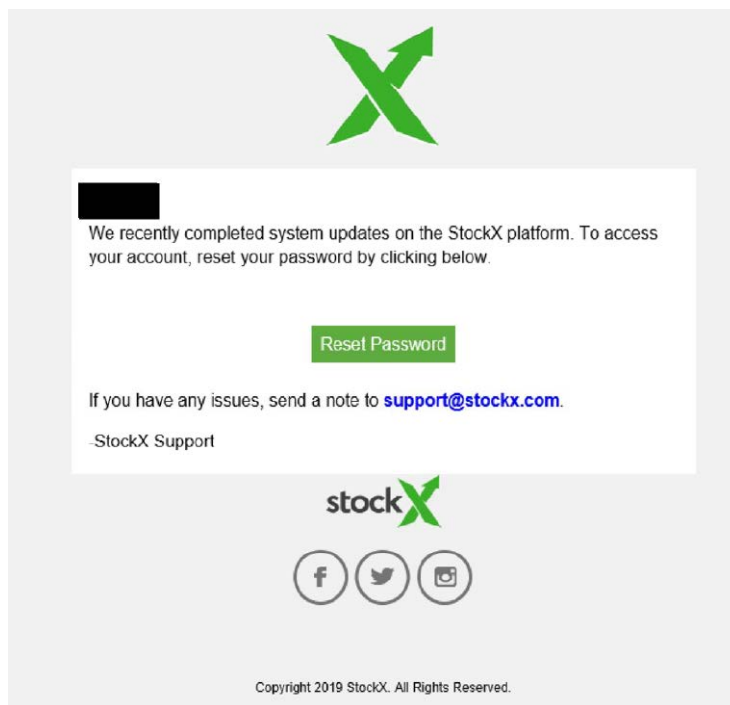 We recently completed system updates on the StockX platform. To access
your account, reset your password by clicking below.
Reset Password
If you have any issues, send a note to support@stockx.com.
-StockX Support
stockX
Copyright 2019 StockX. All Rights Reserved.